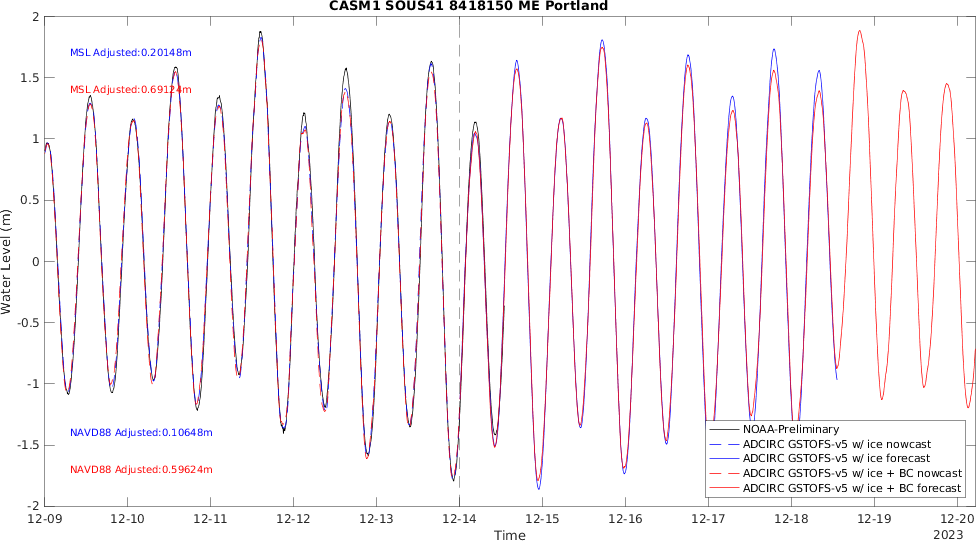 CASM1 SOUS41 8418150 ME Portland
2
1.5
1
0.5
0
-0.5
-1
-1.5
-2
Water Level (m)
MSL Adjusted:0.20148m
MSL Adjusted:0.69124m
NAVD88 Adjusted:0.10648m
NAVD88 Adjusted:0.59624m
NOAA-Preliminary
ADCIRC GSTOFS-v5 w/ ice nowcast
ADCIRC GSTOFS-v5 w/ ice forecast
ADCIRC GSTOFS-v5 w/ ice + BC nowcast
ADCIRC GSTOFS-v5 w/ ice + BC forecast
12-09 12-10 12-11 12-12 12-13 12-14 12-15 12-16 12-17 12-18 12-19 12-20
Time
2023